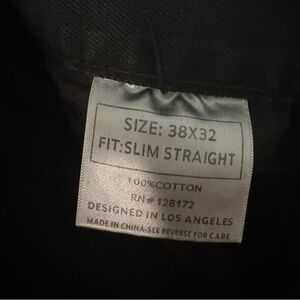 SIZE: 38X32
FIT:SLIM STRAIGHT
100%COTTON
RN# 128172
DESIGNED IN LOS ANGELES
MADE IN CHINA-SEE REVERSE FOR CARE